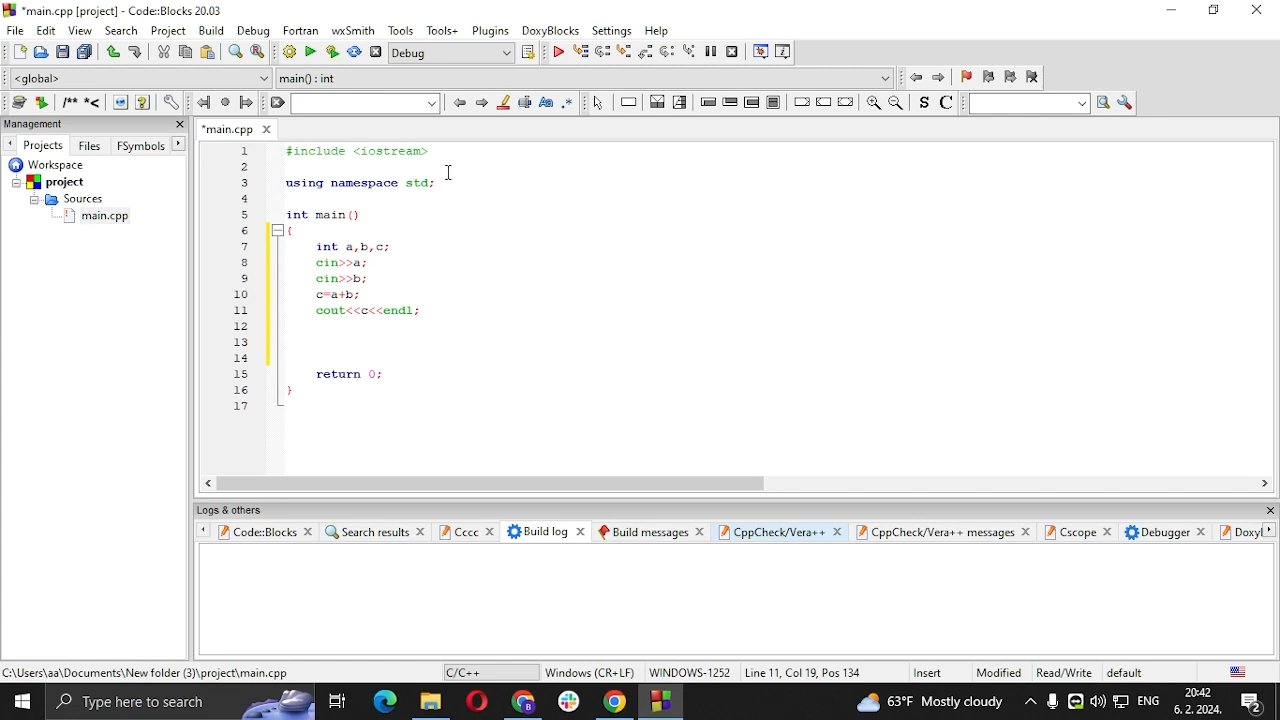 *main.cpp [project] - Code::Blocks 20.03
File Edit View Search Project Build Debug Fortran wxSmith Tools Tools+ Plugins DoxyBlocks Settings Help
Debug
<global> main() : int
/** *< Aa .* S C
Management
*main.cpp
Projects Files FSymbols
Workspace
project
Sources
main.cpp
1 #include <iostream>
2
3 using namespace std;
4
5 int main()
6 {
7 int a,b,c;
8 cin>>a;
9 cin>>b;
10 c=a+b;
11 cout<<c<<endl;
12
13
14
15 return 0;
16 }
17
Logs & others
Code::Blocks Search results Cccc Build log Build messages CppCheck/Vera++ CppCheck/Vera++ messages Cscope Debugger Doxyl
C:\Users\aa\Documents\New folder (3)\project\main.cpp C/C++ Windows (CR+LF) WINDOWS-1252 Line 11, Col 19, Pos 134 Insert Modified Read/Write default
Type here to search 63°F Mostly cloudy ENG 20:42
6. 2. 2024. 2